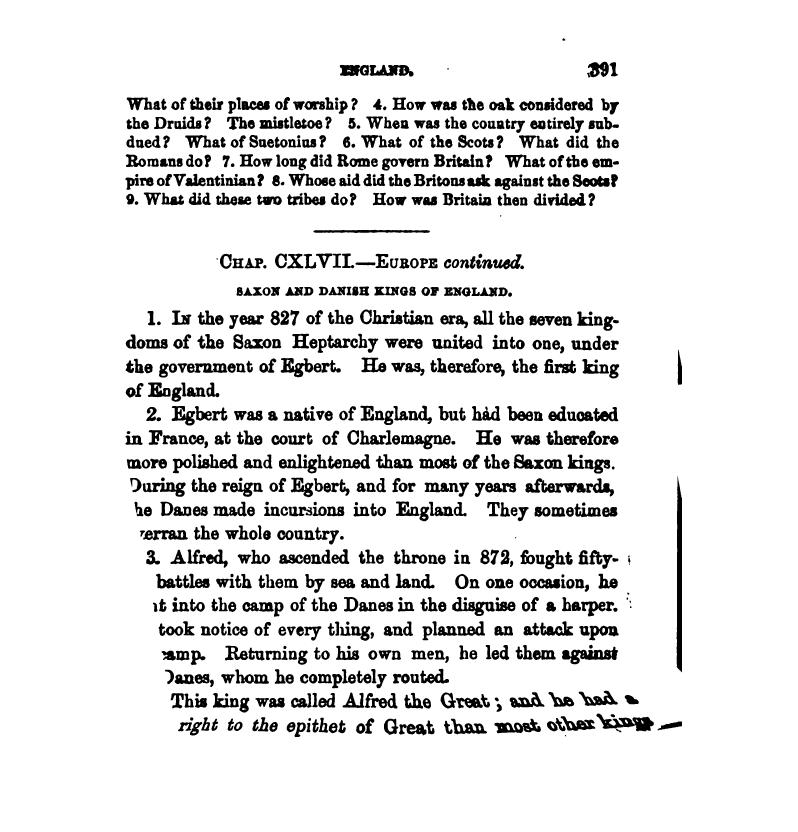 ENGLAND. 391
What of their places of worship? 4. How was the oak considered by
the Druids? The mistletoe? 5. When was the country entirely sub-
dued? What of Suetonius? 6. What of the Scots? What did the
Romans do? 7. How long did Rome govern Britain? What of the em-
pire of Valentinian? 8. Whose aid did the Britons ask against the Scots?
9. What did these two tribes do? How was Britain then divided?
CHAP. CXLVII.—EUROPE continued.
SAXON AND DANISH KINGS OF ENGLAND.
1. IN the year 827 of the Christian era, all the seven king-
doms of the Saxon Heptarchy were united into one, under
the government of Egbert. He was, therefore, the first king
of England.
2. Egbert was a native of England, but had been educated
in France, at the court of Charlemagne. He was therefore
more polished and enlightened than most of the Saxon kings.
During the reign of Egbert, and for many years afterwards,
he Danes made incursions into England. They sometimes
erran the whole country.
3. Alfred, who ascended the throne in 872, fought fifty-
battles with them by sea and land. On one occasion, he
t into the camp of the Danes in the disguise of a harper.
took notice of every thing, and planned an attack upon
amp. Returning to his own men, he led them against
Danes, whom he completely routed.
This king was called Alfred the Great; and he had a
right to the epithet of Great than most other kings